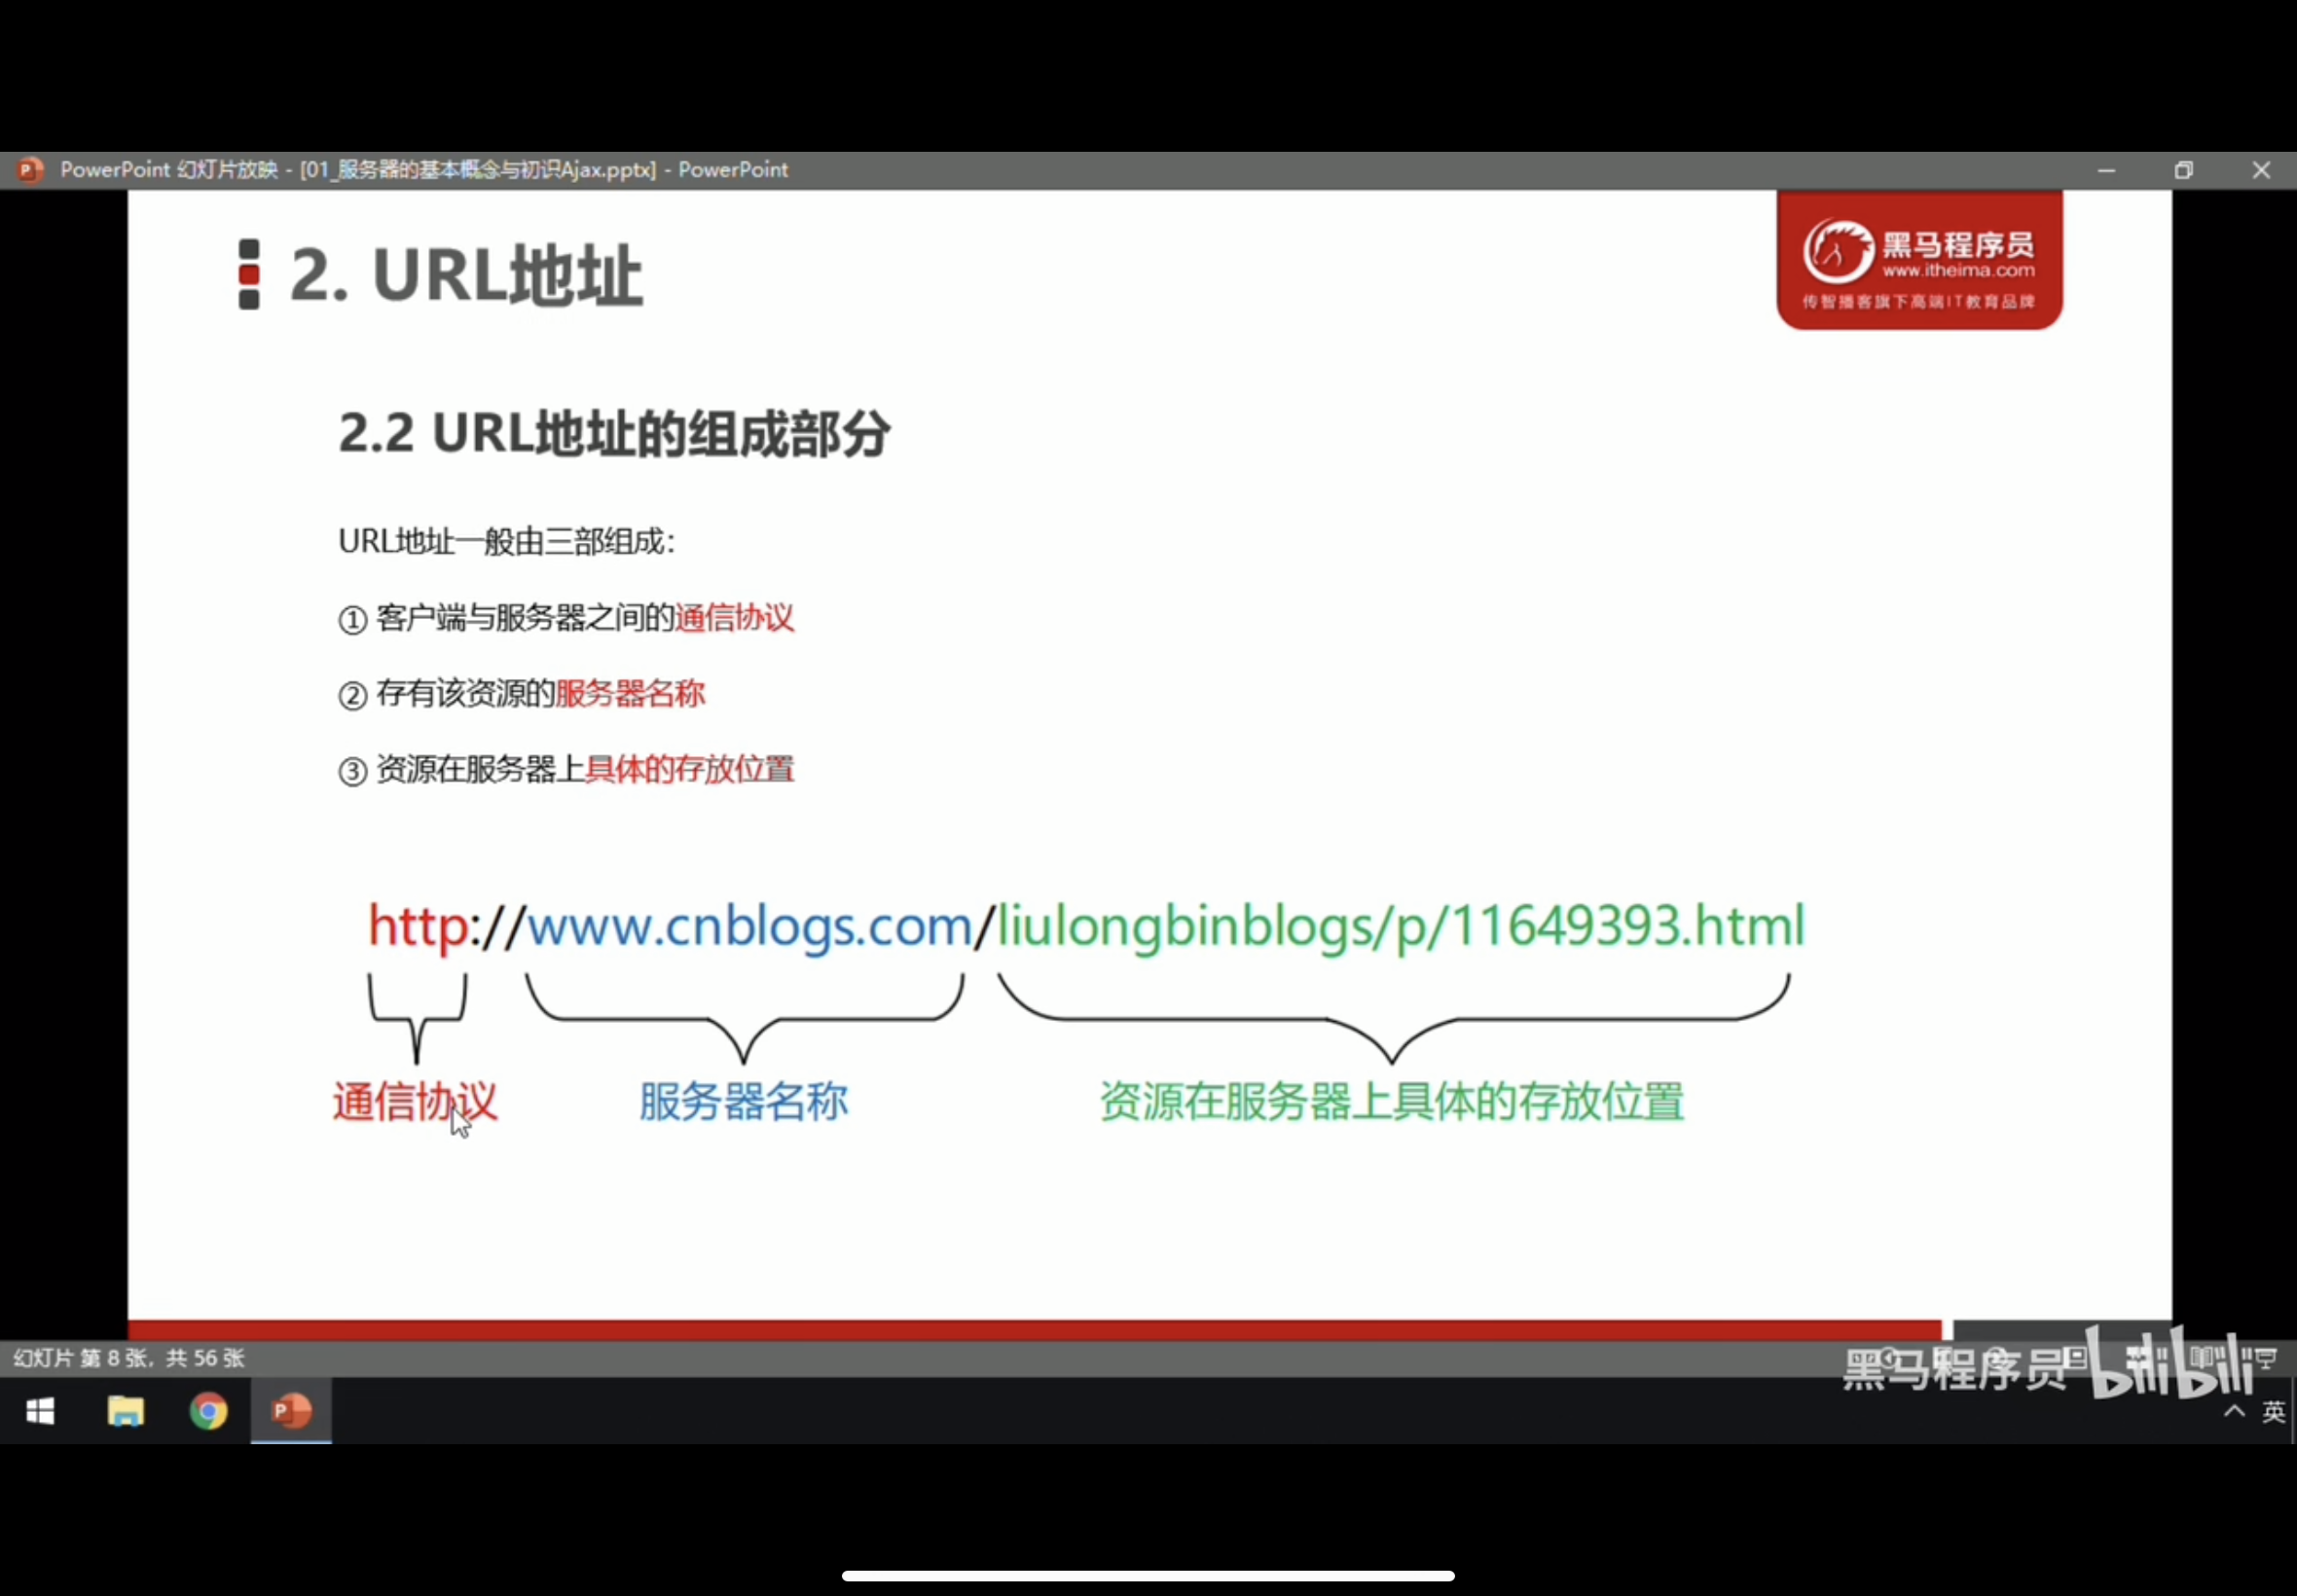 PowerPoint 幻灯片放映 - [01_服务器的基本概念与初识Ajax.pptx] - PowerPoint
2. URL地址
黑马程序员
www.itheima.com
传智播客旗下高端IT教育品牌
2.2 URL地址的组成部分
URL地址一般由三部组成：
① 客户端与服务器之间的通信协议
② 存有该资源的服务器名称
③ 资源在服务器上具体的存放位置
http://www.cnblogs.com/liulongbinblogs/p/11649393.html
通信协议 服务器名称 资源在服务器上具体的存放位置
幻灯片 第 8 张，共 56 张
黑马程序员 bilibili
英